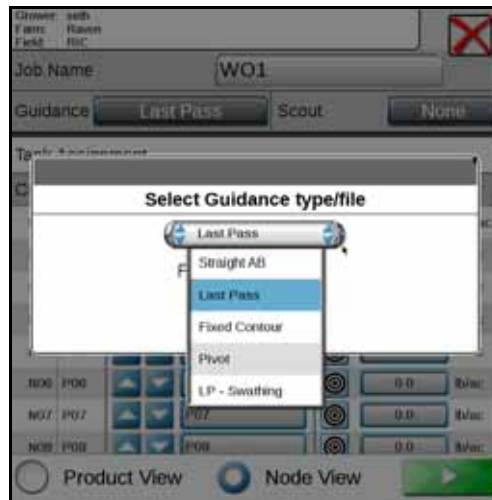 Grower: seth
Farm: Raven
Field: RIC
Job Name WO1
Guidance Last Pass Scout None
Select Guidance type/file
Last Pass
Straight AB
Last Pass
Fixed Contour
Pivot
LP - Swathing
N06 P06 0.0 lb/ac
N07 P07 P07 0.0 lb/ac
N08 P08 P08 0.0 lb/ac
Product View Node View